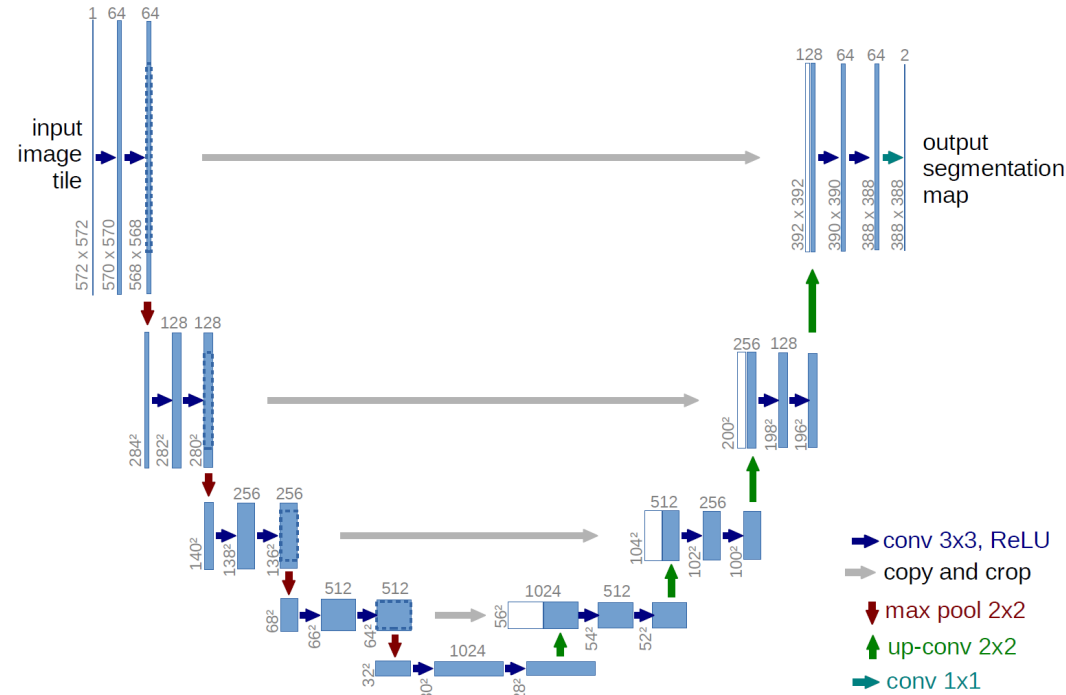 1 64 64
128 64 64 2
input
image
tile
output
segmentation
map
572 x 572
570 x 570
568 x 568
392 x 392
390 x 390
388 x 388
388 x 388
128 128
256 128
284²
282²
280²
200²
198²
196²
256 256
512 256
140²
138²
136²
104²
102²
100²
conv 3x3, ReLU
copy and crop
max pool 2x2
up-conv 2x2
conv 1x1
512 512
1024 512
68²
66²
64²
56²
54²
52²
1024
32²